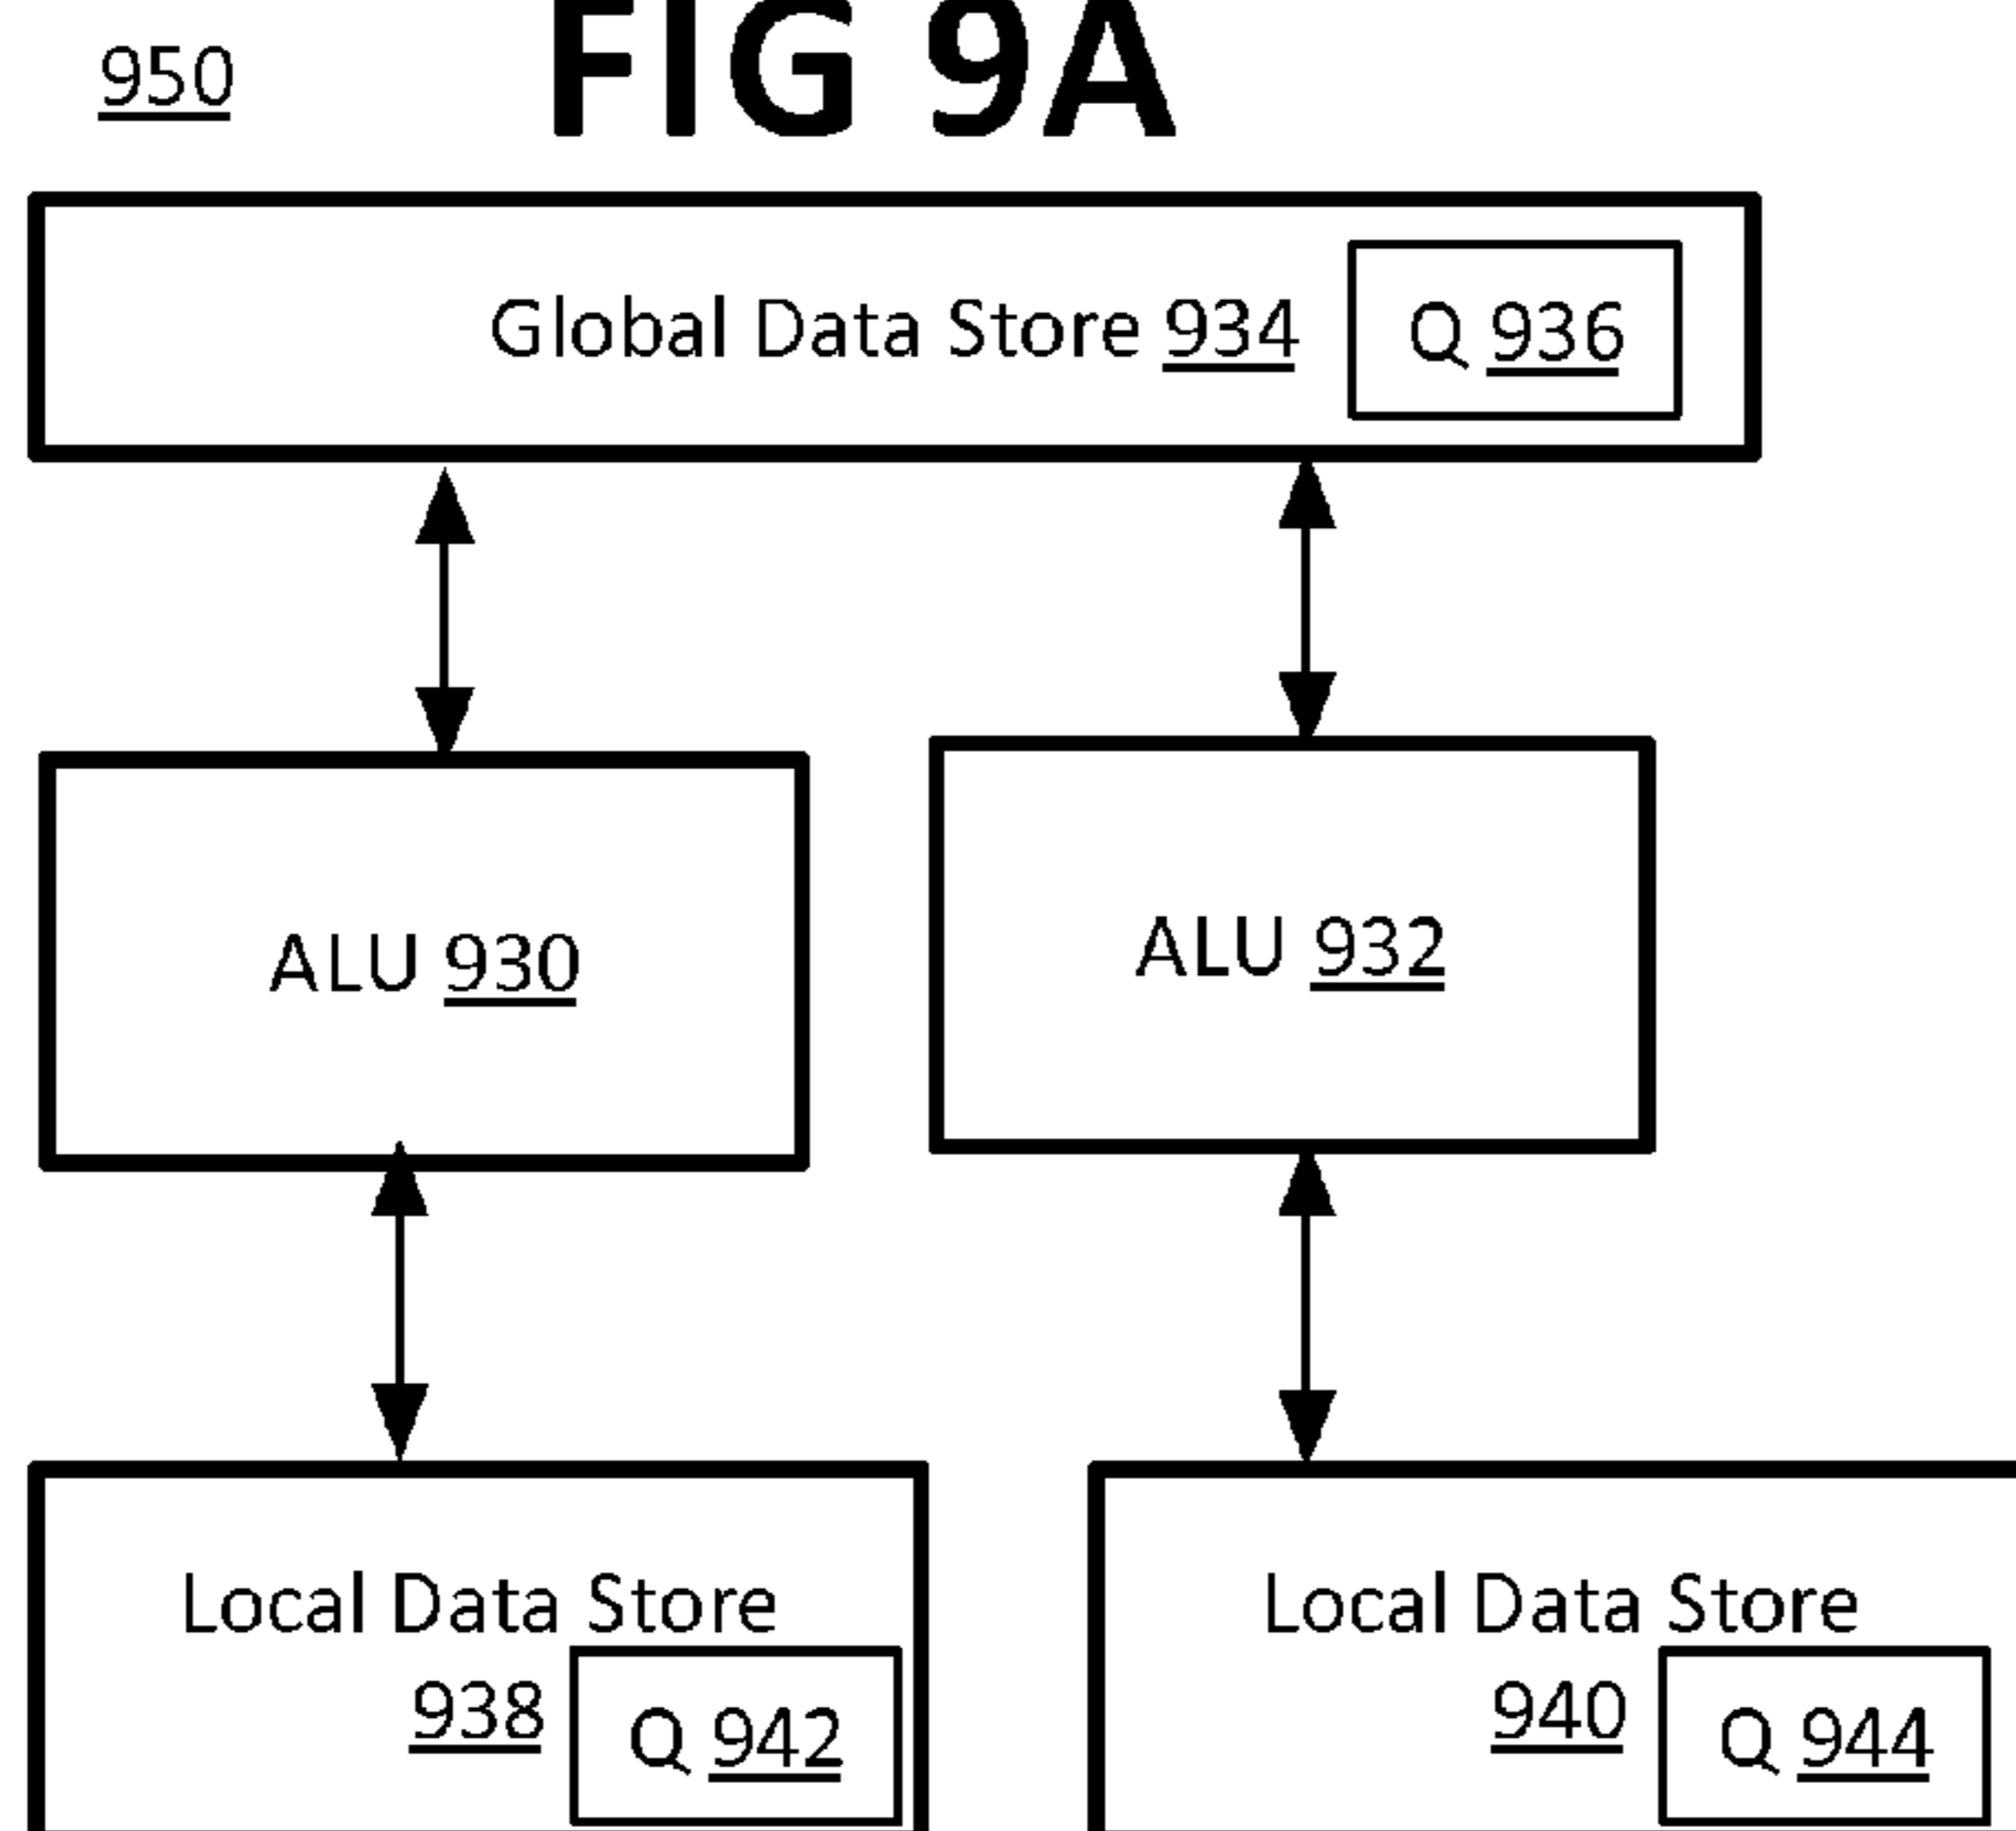 FIG 9A
950
Global Data Store 934
Q 936
ALU 930
ALU 932
Local Data Store
938
Q 942
Local Data Store
940
Q 944